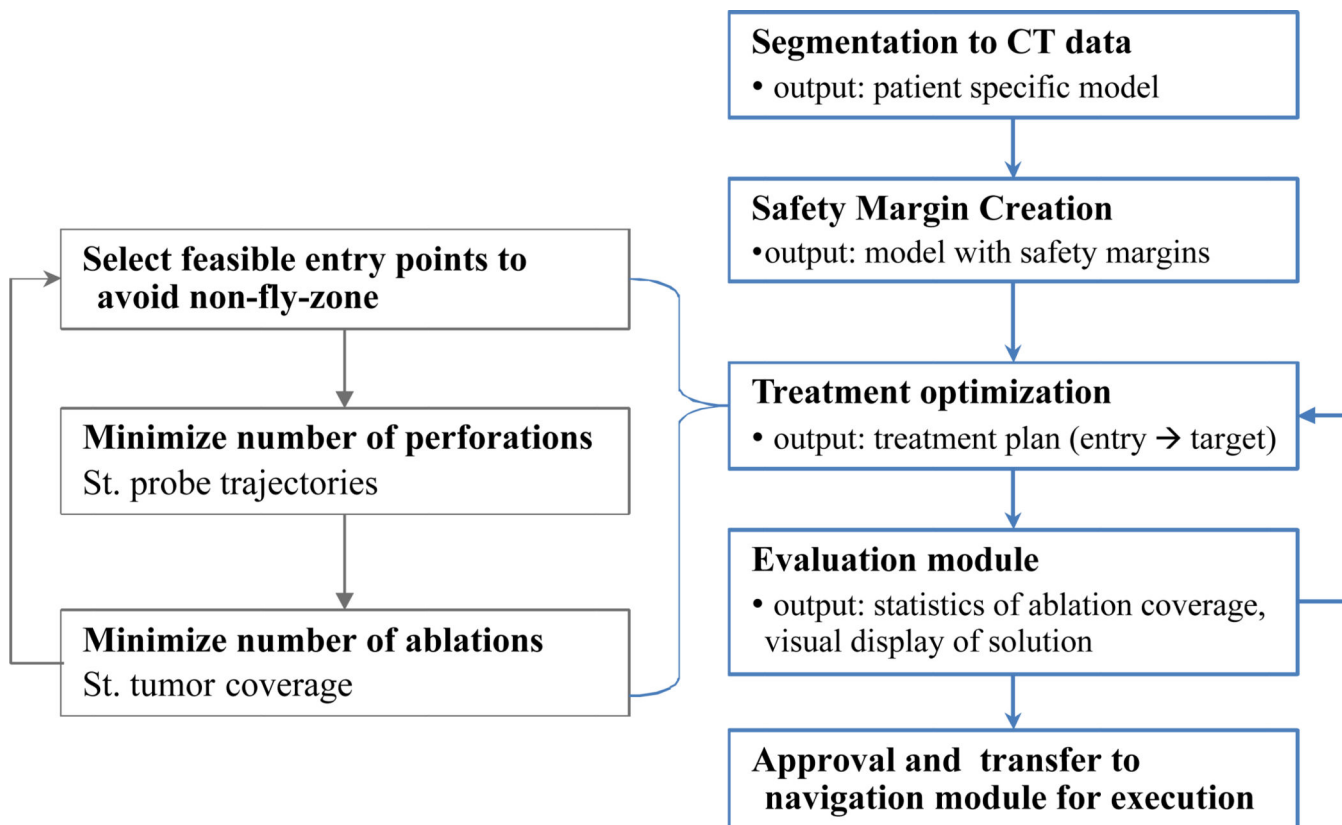 Segmentation to CT data
• output: patient specific model
Safety Margin Creation
•output: model with safety margins
Treatment optimization
• output: treatment plan (entry → target)
Evaluation module
• output: statistics of ablation coverage,
visual display of solution
Approval and transfer to
navigation module for execution
Select feasible entry points to
avoid non-fly-zone
Minimize number of perforations
St. probe trajectories
Minimize number of ablations
St. tumor coverage